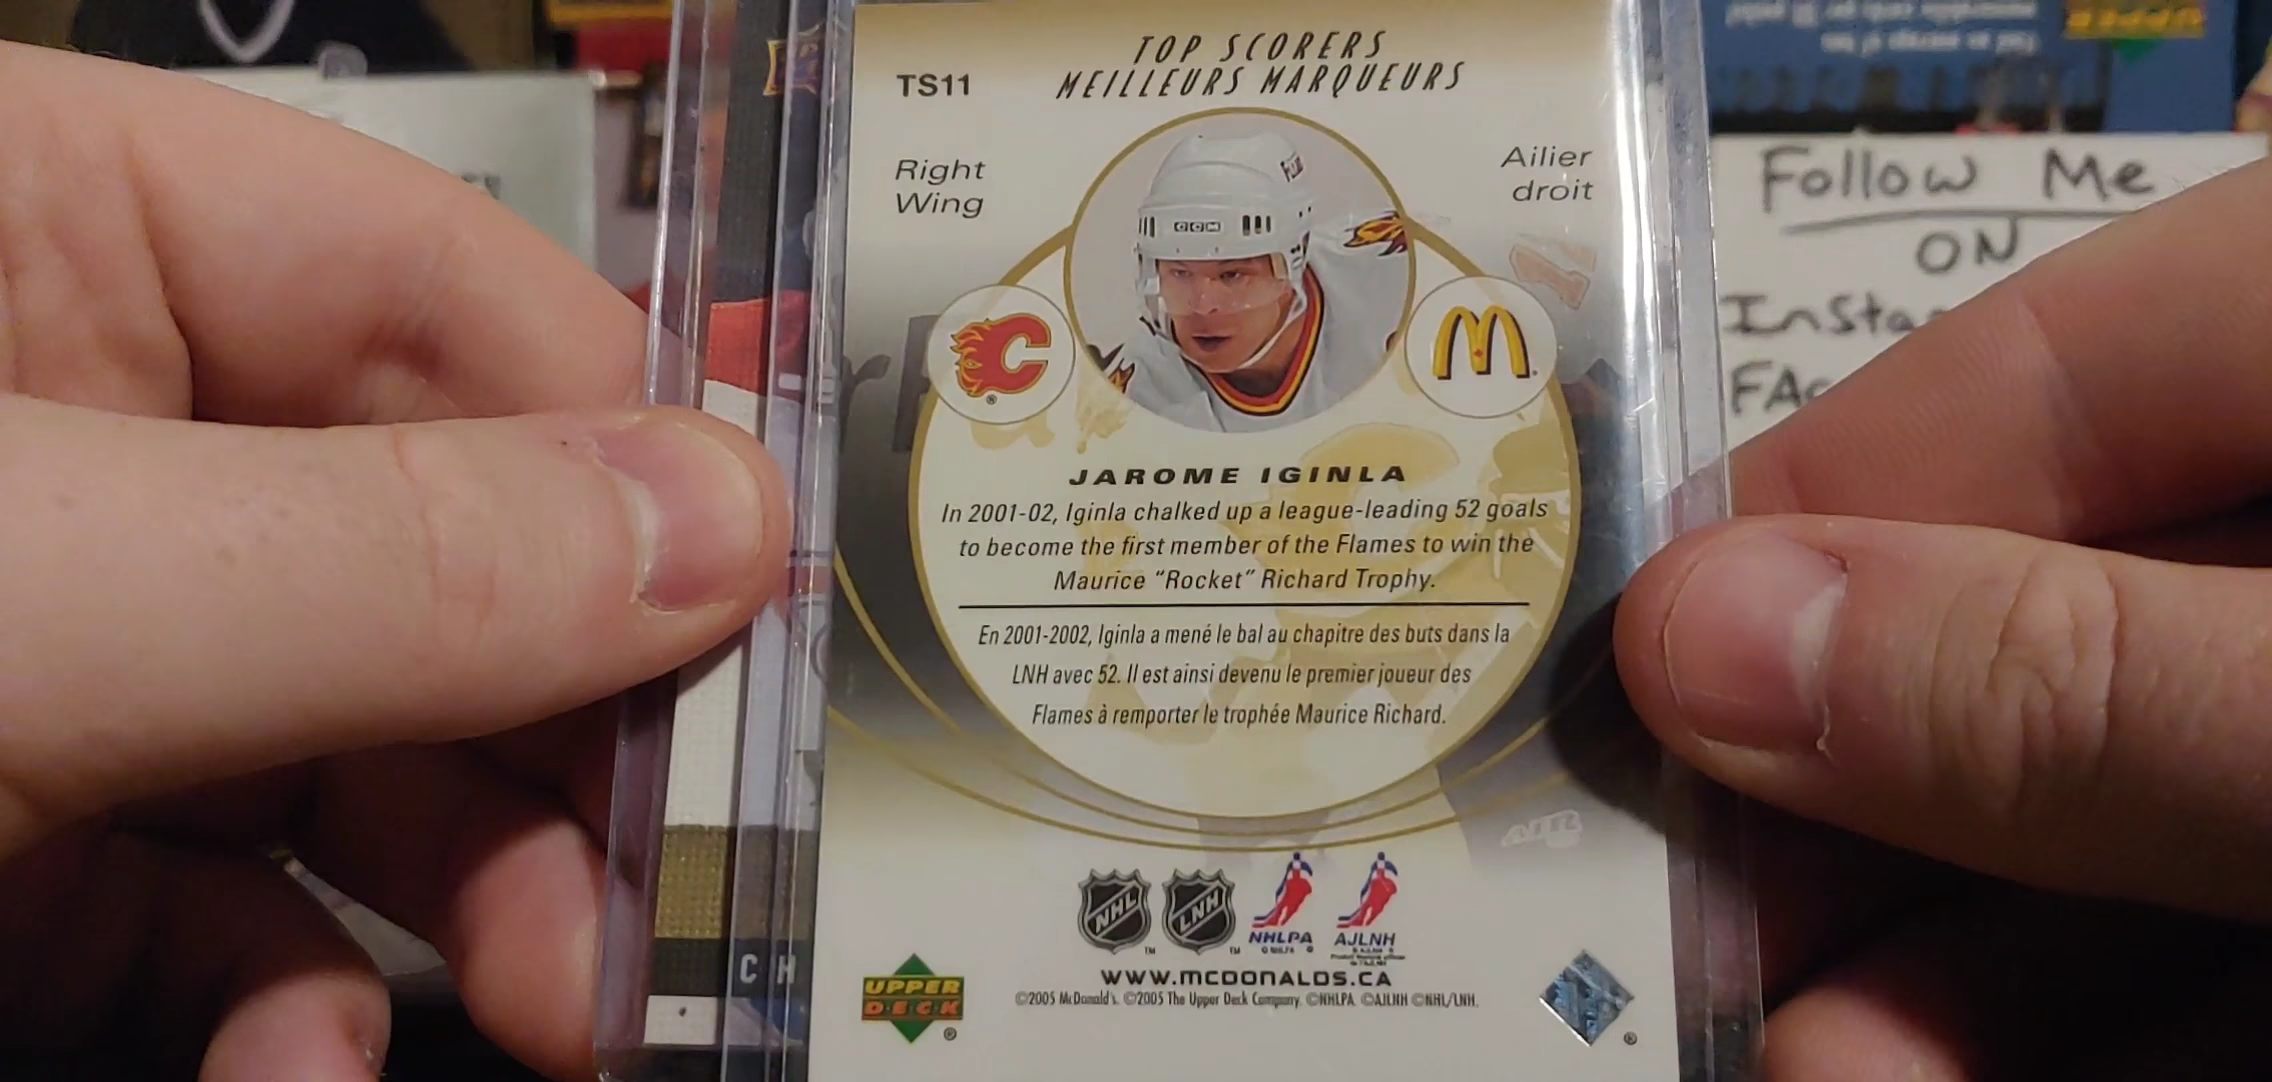 TOP SCORERS
MEILLEURS MARQUEURS
TS11
Right
Wing
Ailier
droit
CCM
JAROME IGINLA
In 2001-02, Iginla chalked up a league-leading 52 goals
to become the first member of the Flames to win the
Maurice "Rocket" Richard Trophy.
En 2001-2002, Iginla a mené le bal au chapitre des buts dans la
LNH avec 52. Il est ainsi devenu le premier joueur des
Flames à remporter le trophée Maurice Richard.
NHL
LNH
NHLPA
AJLNH
WWW.MCDONALDS.CA
©2005 McDonald's. ©2005 The Upper Deck Company. ©NHLPA. ©AJLNH ©NHL/LNH.
UPPER
DECK
CH
Follow Me
ON
Insta
FAC